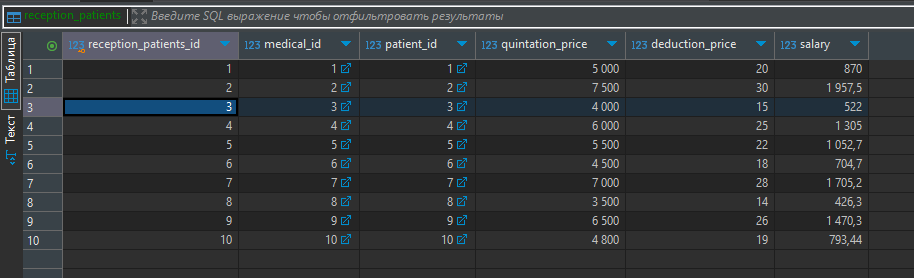 reception_patients Введите SQL выражение чтобы отфильтровать результаты
Таблица
Текст
123 reception_patients_id 123 medical_id 123 patient_id 123 quintation_price 123 deduction_price 123 salary
1 1 1 1 5 000 20 870
2 2 2 2 7 500 30 1 957,5
3 3 3 3 4 000 15 522
4 4 4 4 6 000 25 1 305
5 5 5 5 5 500 22 1 052,7
6 6 6 6 4 500 18 704,7
7 7 7 7 7 000 28 1 705,2
8 8 8 8 3 500 14 426,3
9 9 9 9 6 500 26 1 470,3
10 10 10 10 4 800 19 793,44